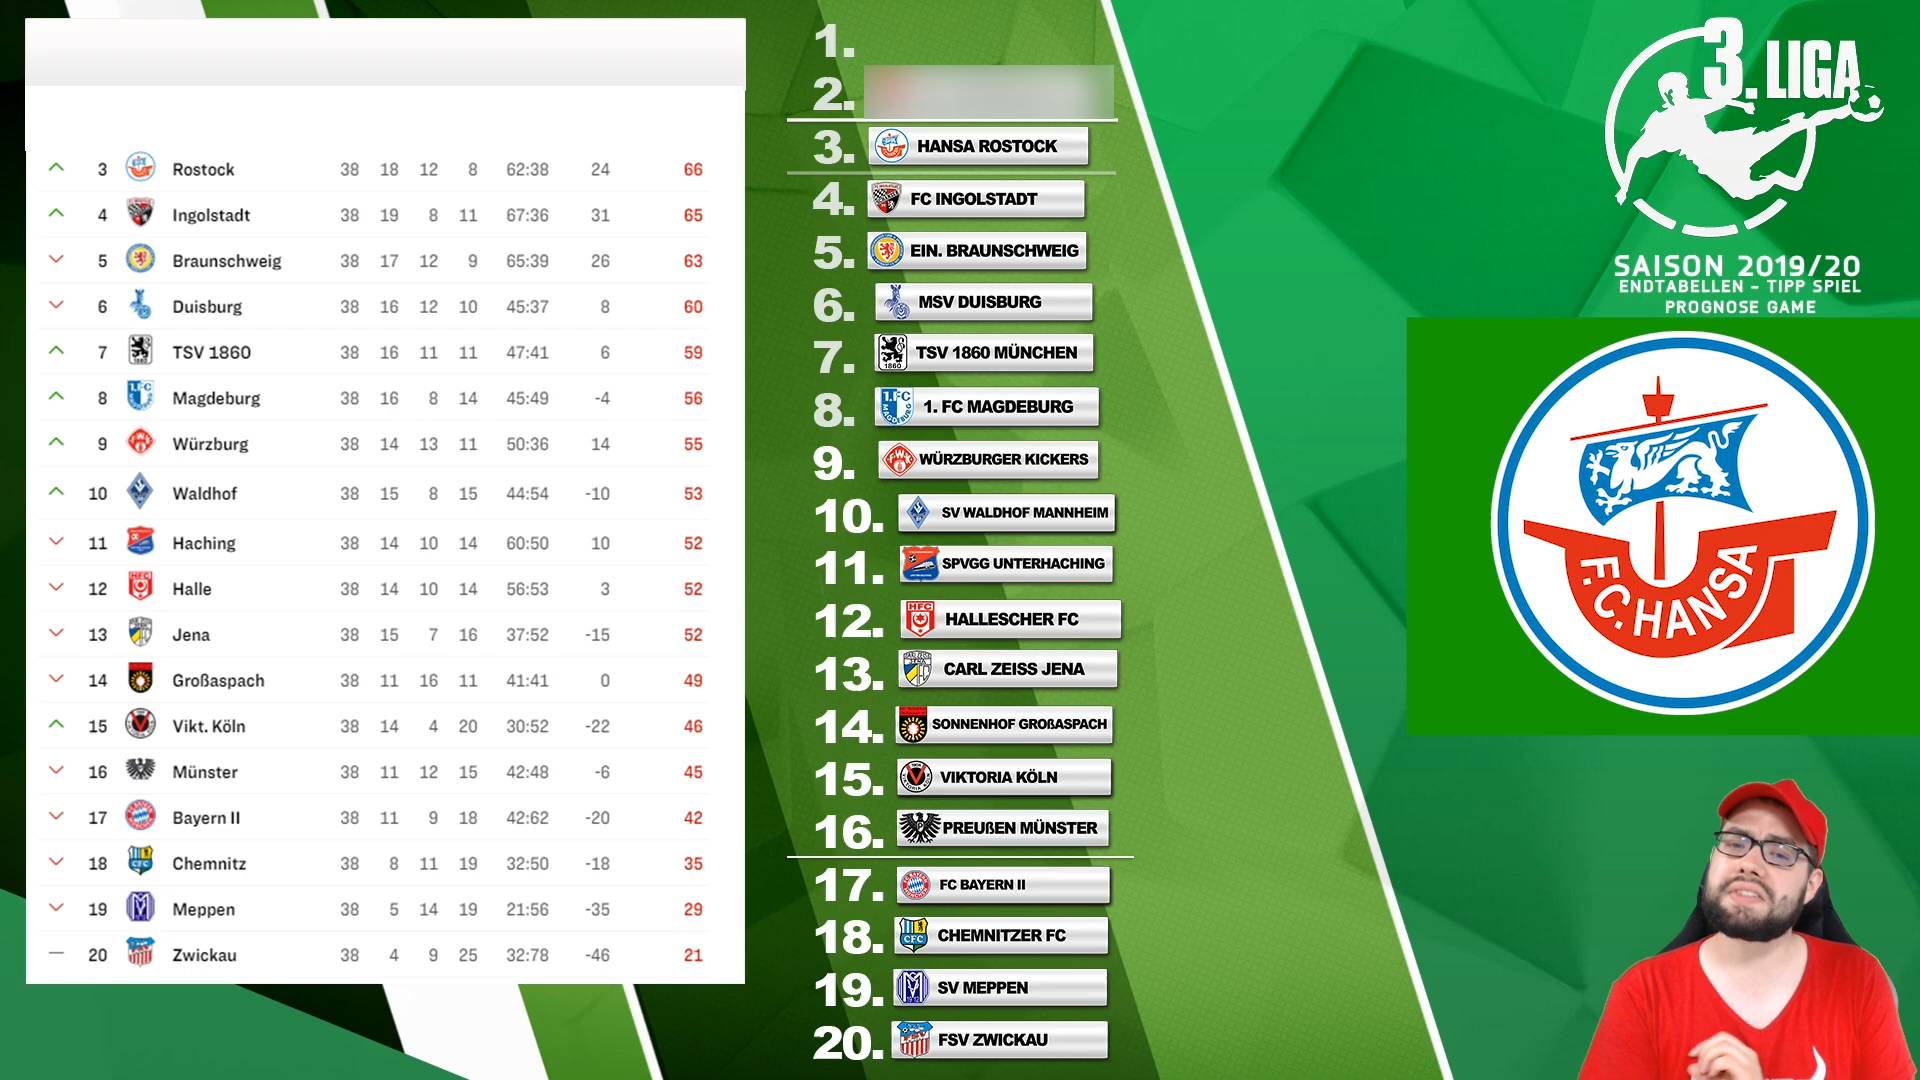 3 Rostock 38 18 12 8 62:38 24 66
4 Ingolstadt 38 19 8 11 67:36 31 65
5 Braunschweig 38 17 12 9 65:39 26 63
6 Duisburg 38 16 12 10 45:37 8 60
7 TSV 1860 38 16 11 11 47:41 6 59
8 Magdeburg 38 16 8 14 45:49 -4 56
9 Würzburg 38 14 13 11 50:36 14 55
10 Waldhof 38 15 8 15 44:54 -10 53
11 Haching 38 14 10 14 60:50 10 52
12 Halle 38 14 10 14 56:53 3 52
13 Jena 38 15 7 16 37:52 -15 52
14 Großaspach 38 11 16 11 41:41 0 49
15 Vikt. Köln 38 14 4 20 30:52 -22 46
16 Münster 38 11 12 15 42:48 -6 45
17 Bayern II 38 11 9 18 42:62 -20 42
18 Chemnitz 38 8 11 19 32:50 -18 35
19 Meppen 38 5 14 19 21:56 -35 29
20 Zwickau 38 4 9 25 32:78 -46 21
1.
2.
3. HANSA ROSTOCK
4. FC INGOLSTADT
5. EIN. BRAUNSCHWEIG
6. MSV DUISBURG
7. TSV 1860 MÜNCHEN
8. 1. FC MAGDEBURG
9. WÜRZBURGER KICKERS
10. SV WALDHOF MANNHEIM
11. SPVGG UNTERHACHING
12. HALLESCHER FC
13. CARL ZEISS JENA
14. SONNENHOF GROßASPACH
15. VIKTORIA KÖLN
16. PREUßEN MÜNSTER
17. FC BAYERN II
18. CHEMNITZER FC
19. SV MEPPEN
20. FSV ZWICKAU
3. LIGA
SAISON 2019/20
ENDTABELLEN - TIPP SPIEL
PROGNOSE GAME
F.C. HANSA